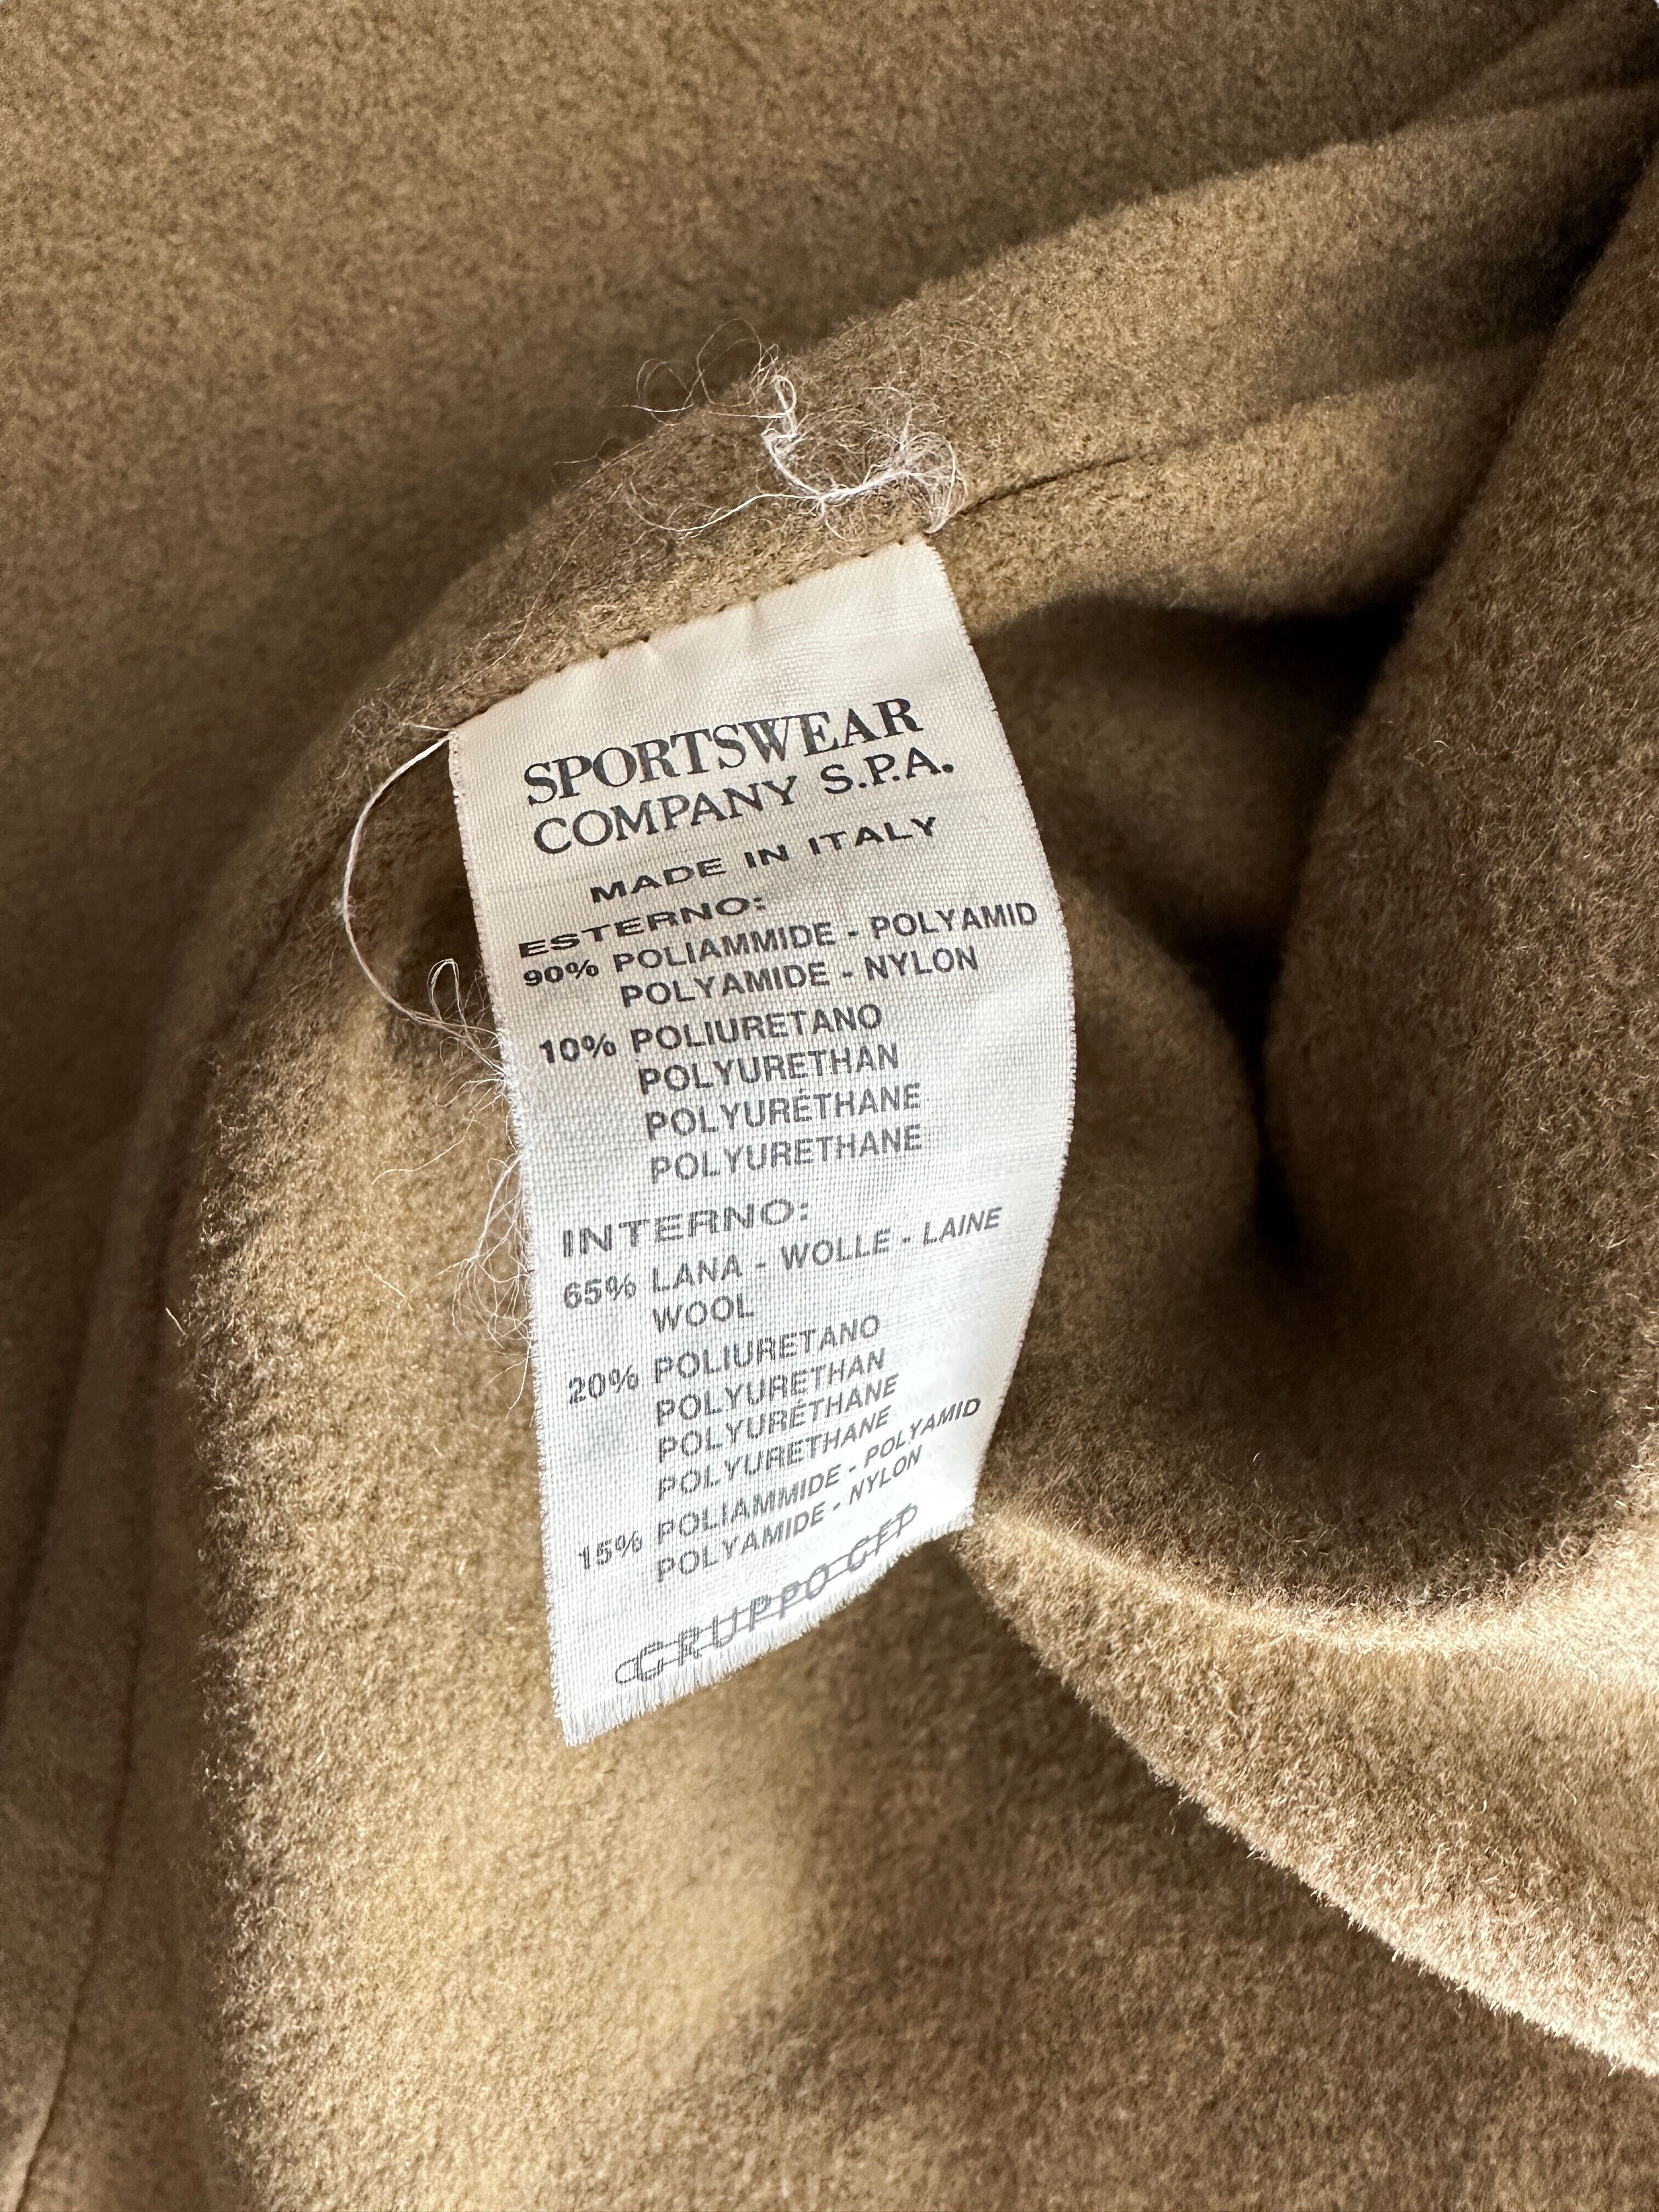 SPORTSWEAR
COMPANY S.P.A.
MADE IN ITALY
ESTERNO:
90% POLIAMMIDE - POLYAMID
POLYAMIDE - NYLON
10% POLIURETANO
POLYURETHAN
POLYURÉTHANE
POLYURETHANE
INTERNO:
65% LANA - WOLLE - LAINE
WOOL
20% POLIURETANO
POLYURETHAN
POLYURÉTHANE
POLYURETHANE
15% POLIAMMIDE - POLYAMID
POLYAMIDE - NYLON
GRUPPO GFP